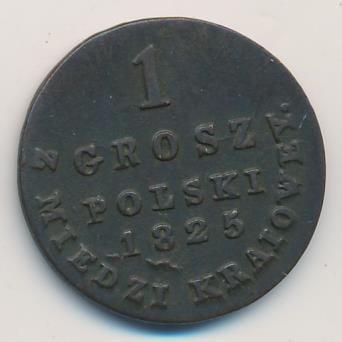 1
GROSZ
POLSKI
1825
Z MIEDZI KRAIOWEY.